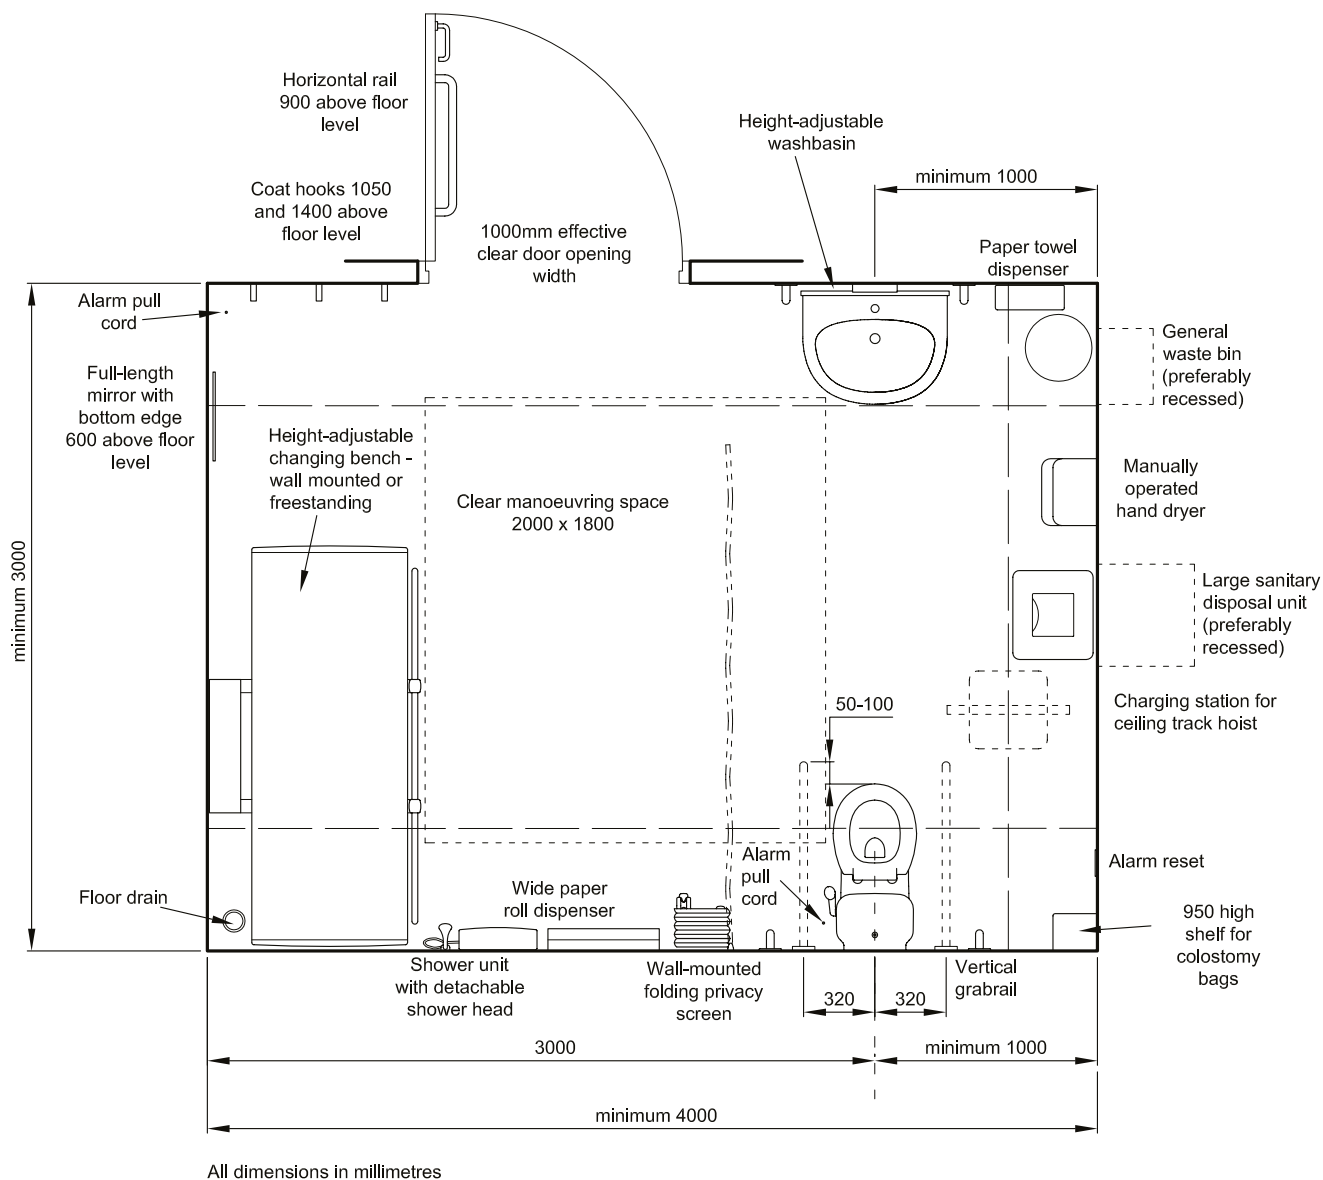 Horizontal rail
900 above floor
level
Height-adjustable
washbasin
minimum 1000
Coat hooks 1050
and 1400 above
floor level
1000mm effective
clear door opening
width
Paper towel
dispenser
Alarm pull
cord
General
waste bin
(preferably
recessed)
Full-length
mirror with
bottom edge
600 above floor
level
Height-adjustable
changing bench -
wall mounted or
freestanding
Clear manoeuvring space
2000 x 1800
Manually
operated
hand dryer
minimum 3000
Large sanitary
disposal unit
(preferably
recessed)
50-100
Charging station for
ceiling track hoist
Alarm
pull
cord
Alarm reset
Floor drain
Wide paper
roll dispenser
950 high
shelf for
colostomy
bags
Shower unit
with detachable
shower head
Wall-mounted
folding privacy
screen
Vertical
grabrail
320
320
3000
minimum 1000
minimum 4000
All dimensions in millimetres